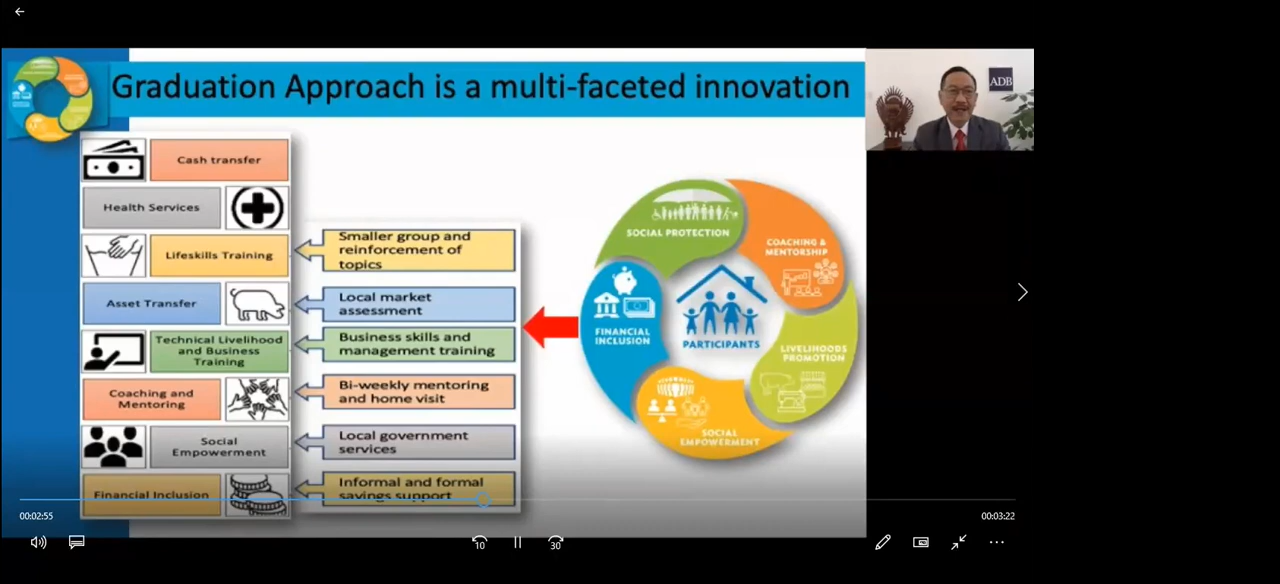 Graduation Approach is a multi-faceted innovation
ADB
Cash transfer
Health Services
Lifeskills Training
Asset Transfer
Technical Livelihood
and Business
Training
Coaching and
Mentoring
Social
Empowerment
Financial Inclusion
Smaller group and
reinforcement of
topics
Local market
assessment
Business skills and
management training
Bi-weekly mentoring
and home visit
Local government
services
Informal and formal
savings support
SOCIAL PROTECTION
COACHING &
MENTORSHIP
FINANCIAL
INCLUSION
PARTICIPANTS
LIVELIHOODS
PROMOTION
SOCIAL
EMPOWERMENT
00:02:55
00:03:22
10
30